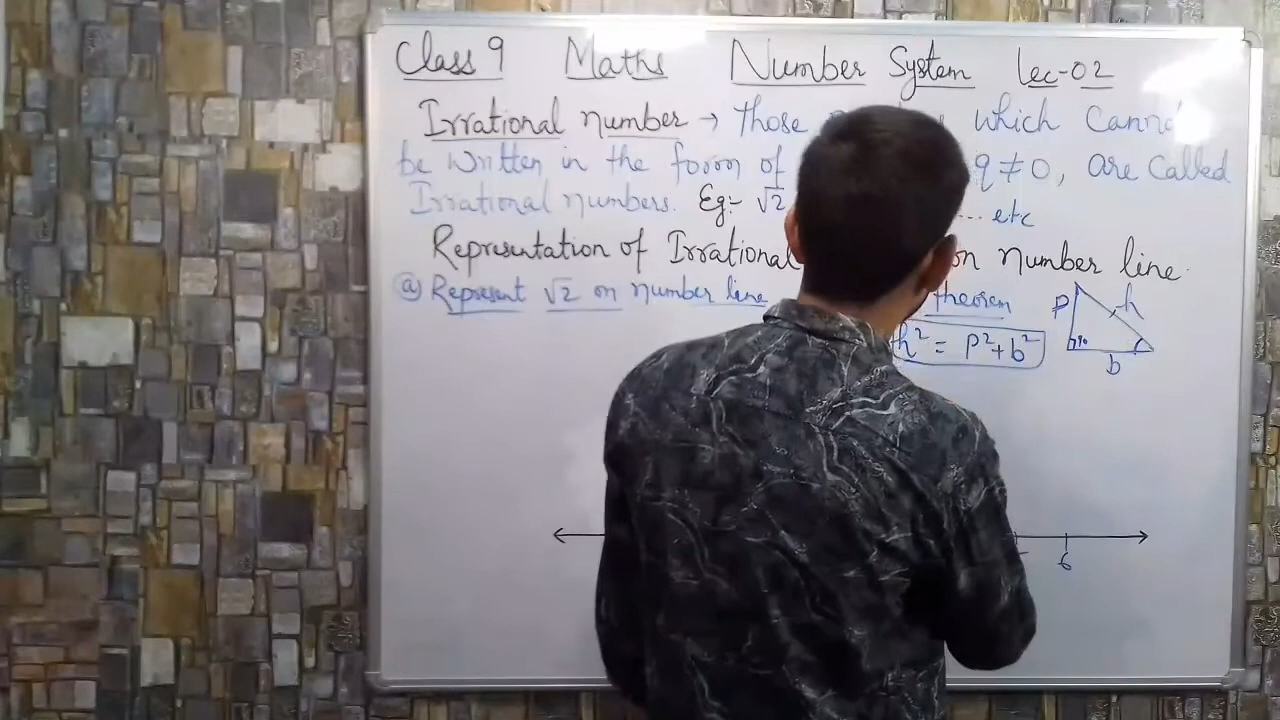 Class 9 Maths Number System Lec-02
Irrational number → Those which Canno
be written in the form of q ≠ 0, are Called
Irrational numbers. Eg:- √2 .... etc
Representation of Irrational on number line.
@ Represent √2 on number line theorem
h² = P²+b²
P h
90
b
6